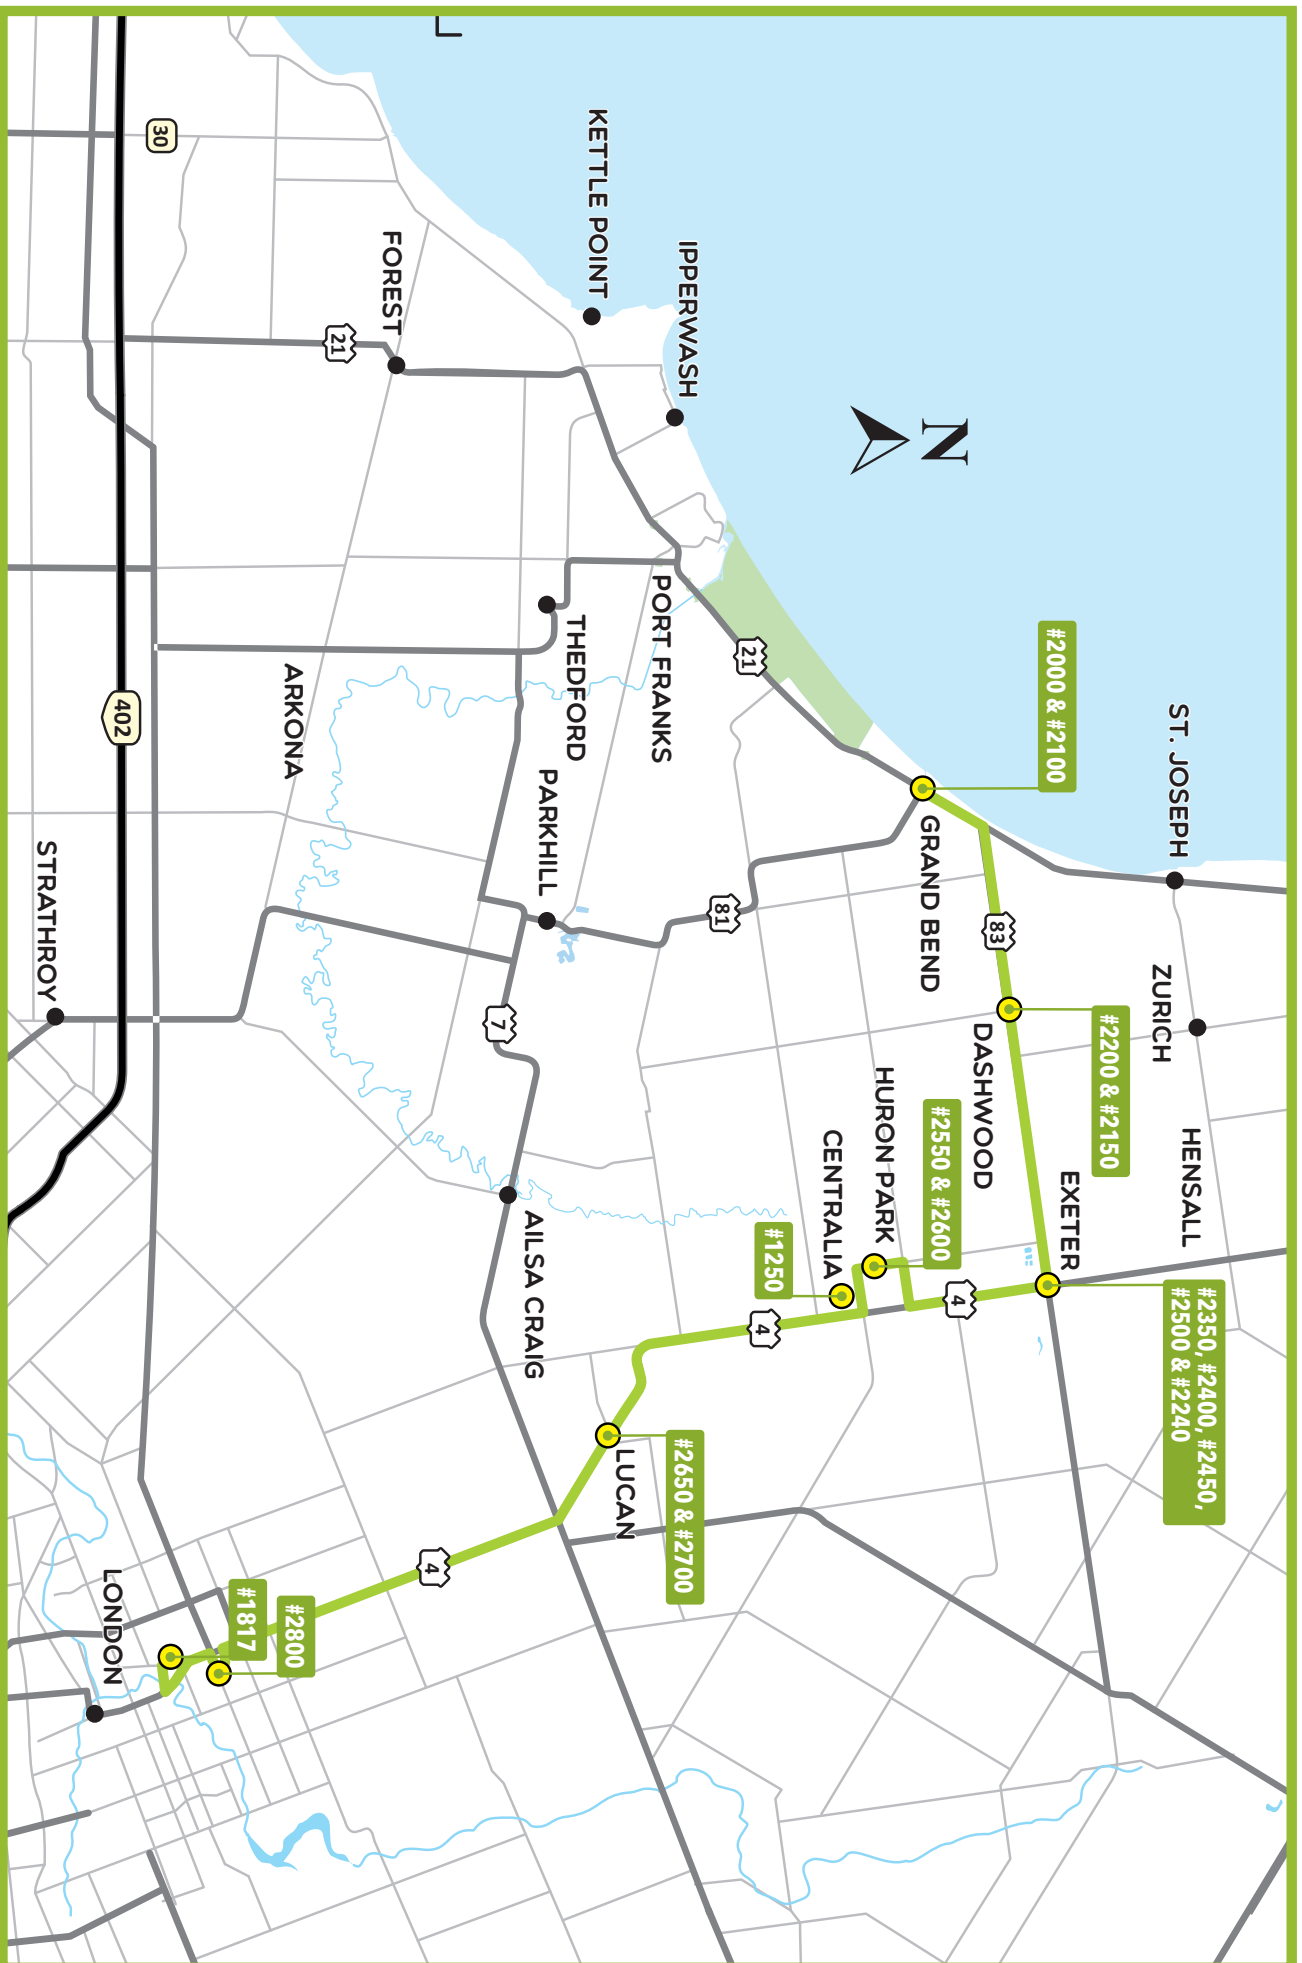 ST. JOSEPH
ZURICH
HENSALL
#2350, #2400, #2450,
#2500 & #2240
#2200 & #2150
EXETER
#2000 & #2100
83
DASHWOOD
N
GRAND BEND
#2550 & #2600
4
HURON PARK
CENTRALIA
#1250
4
21
81
IPPERWASH
PORT FRANKS
#2650 & #2700
LUCAN
KETTLE POINT
THEDFORD
PARKHILL
7
AILSA CRAIG
4
FOREST
21
ARKONA
#2800
#1817
30
402
LONDON
STRATHROY